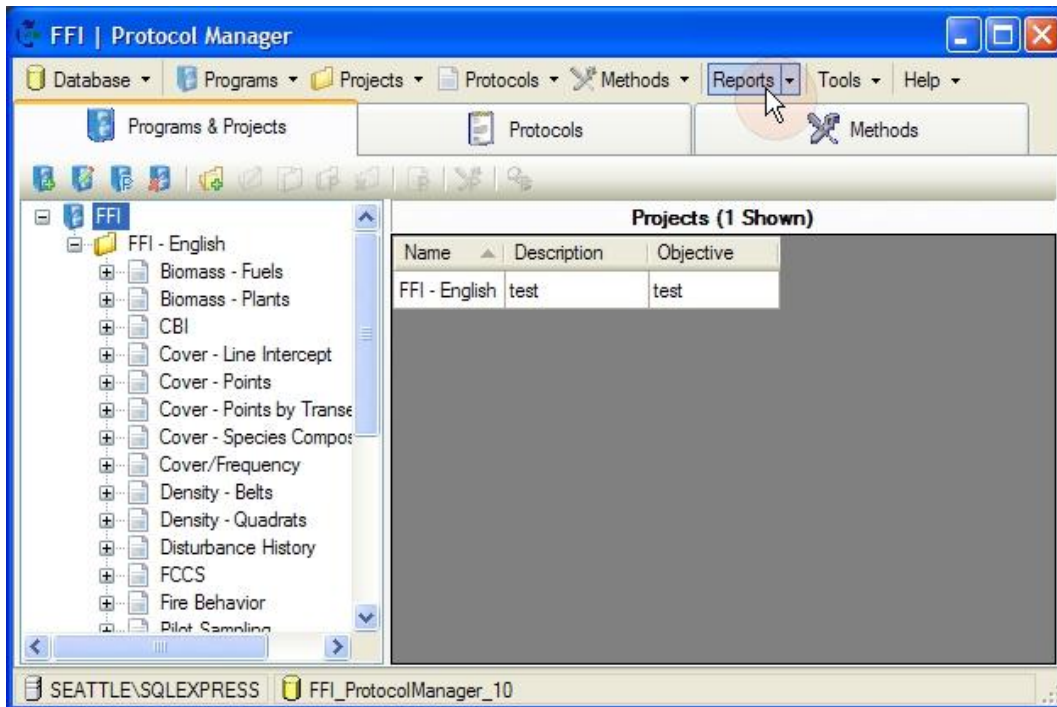 FFI | Protocol Manager
Database Programs Projects Protocols Methods Reports Tools Help
Programs & Projects Protocols Methods
FFI
Projects (1 Shown)
FFI - English
Name Description Objective
Biomass - Fuels
FFI - English test test
Biomass - Plants
CBI
Cover - Line Intercept
Cover - Points
Cover - Points by Transe
Cover - Species Compos
Cover/Frequency
Density - Belts
Density - Quadrats
Disturbance History
FCCS
Fire Behavior
Pilot Sampling
SEATTLE\SQLEXPRESS FFI_ProtocolManager_10